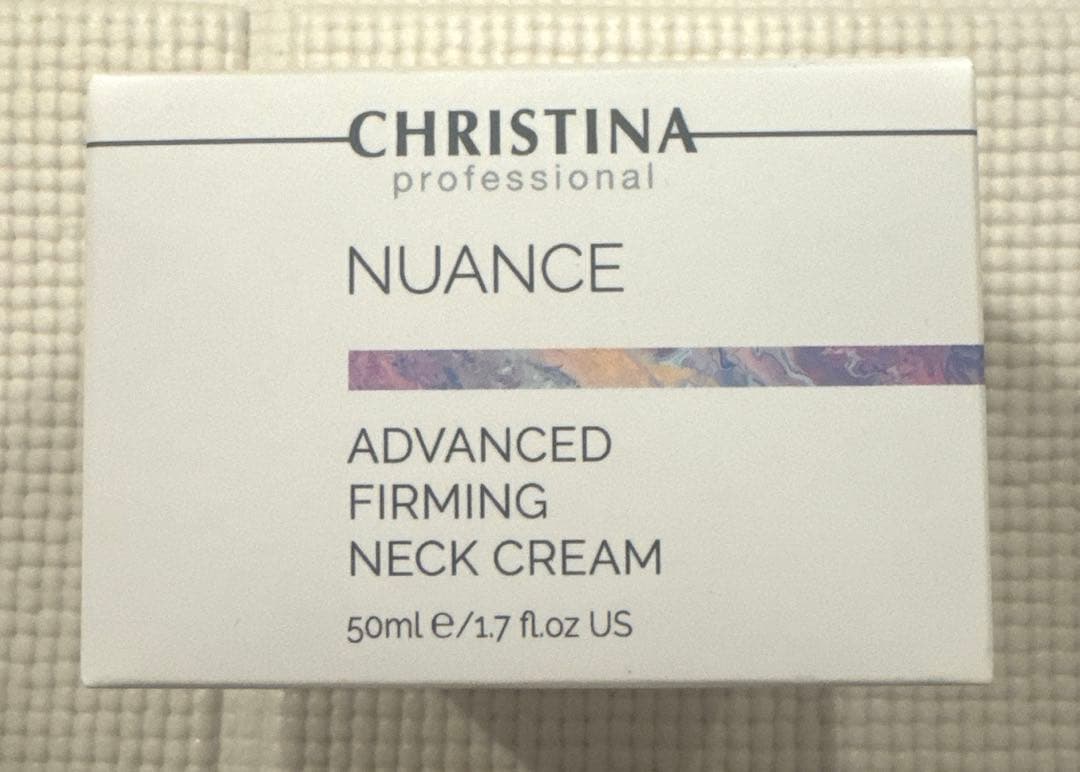 CHRISTINA
professional
NUANCE
ADVANCED
FIRMING
NECK CREAM
50ml e/1.7 fl.oz US